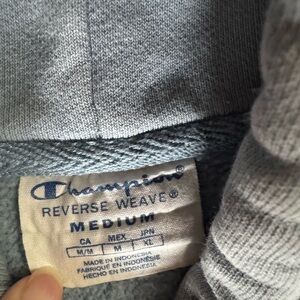 Champion
REVERSE WEAVE®
MEDIUM
CA MEX JPN
M/M M XL
MADE IN INDONESIA
FABRIQUÉ EN INDONÉSIE
HECHO EN INDONESIA